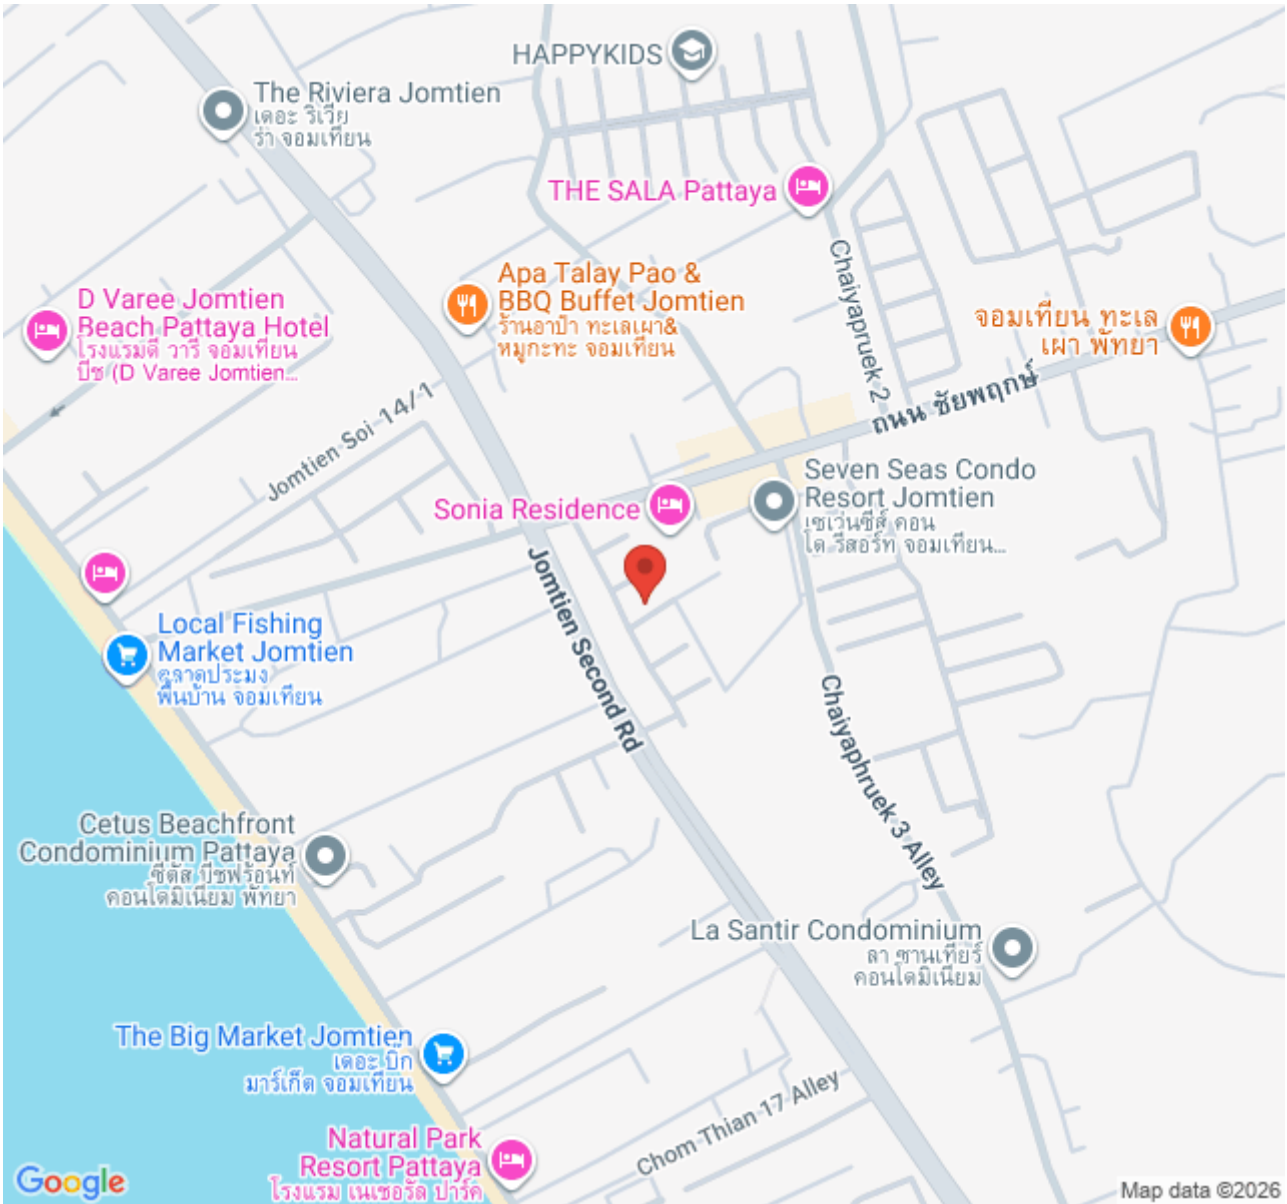 HAPPYKIDS
The Riviera Jomtien
เดอะ ริเวีย
ร่า จอมเทียน
THE SALA Pattaya
Chaiyapruek 2
Apa Talay Pao &
BBQ Buffet Jomtien
ร้านอาป๋า ทะเลเผา&
หมูกะทะ จอมเทียน
D Varee Jomtien
Beach Pattaya Hotel
โรงแรมดี วารี จอมเทียน
บีช (D Varee Jomtien...
จอมเทียน ทะเล
เผา พัทยา
ถนน ชัยพฤกษ์
Jomtien Soi 14/1
Seven Seas Condo
Resort Jomtien
เซเว่นซีส์ คอน
โด รีสอร์ท จอมเทียน...
Sonia Residence
Jomtien Second Rd
Local Fishing
Market Jomtien
ตลาดประมง
พื้นบ้าน จอมเทียน
Chaiyaphruek 3 Alley
Cetus Beachfront
Condominium Pattaya
ซีตัส บีชฟร้อนท์
คอนโดมิเนียม พัทยา
La Santir Condominium
ลา ซานเทียร์
คอนโดมิเนียม
The Big Market Jomtien
เดอะ บิ๊ก
มาร์เก็ต จอมเทียน
Chom Thian 17 Alley
Natural Park
Resort Pattaya
โรงแรม เนเชอรัล ปาร์ค
Google
Map data ©2026